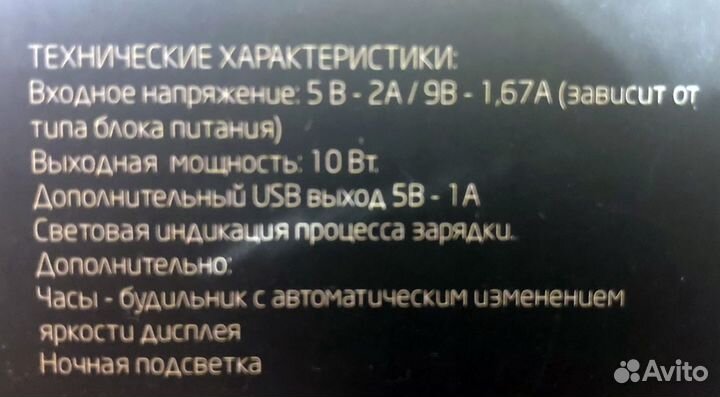 ТЕХНИЧЕСКИЕ ХАРАКТЕРИСТИКИ:
Входное напряжение: 5 В - 2А / 9В - 1,67А (зависит от
типа блока питания)
Выходная мощность: 10 Вт.
Дополнительный USB выход 5В - 1А
Световая индикация процесса зарядки.
Дополнительно:
Часы - будильник с автоматическим изменением
яркости дисплея
Ночная подсветка
Avito